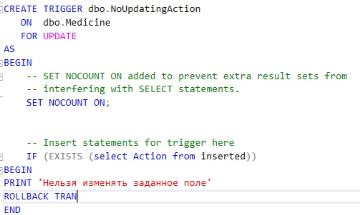 CREATE TRIGGER dbo.NoUpdatingAction
ON dbo.Medicine
FOR UPDATE
AS
BEGIN
-- SET NOCOUNT ON added to prevent extra result sets from
-- interfering with SELECT statements.
SET NOCOUNT ON;
-- Insert statements for trigger here
IF (EXISTS (select Action from inserted))
BEGIN
PRINT 'Нельзя изменять заданное поле'
ROLLBACK TRAN
END